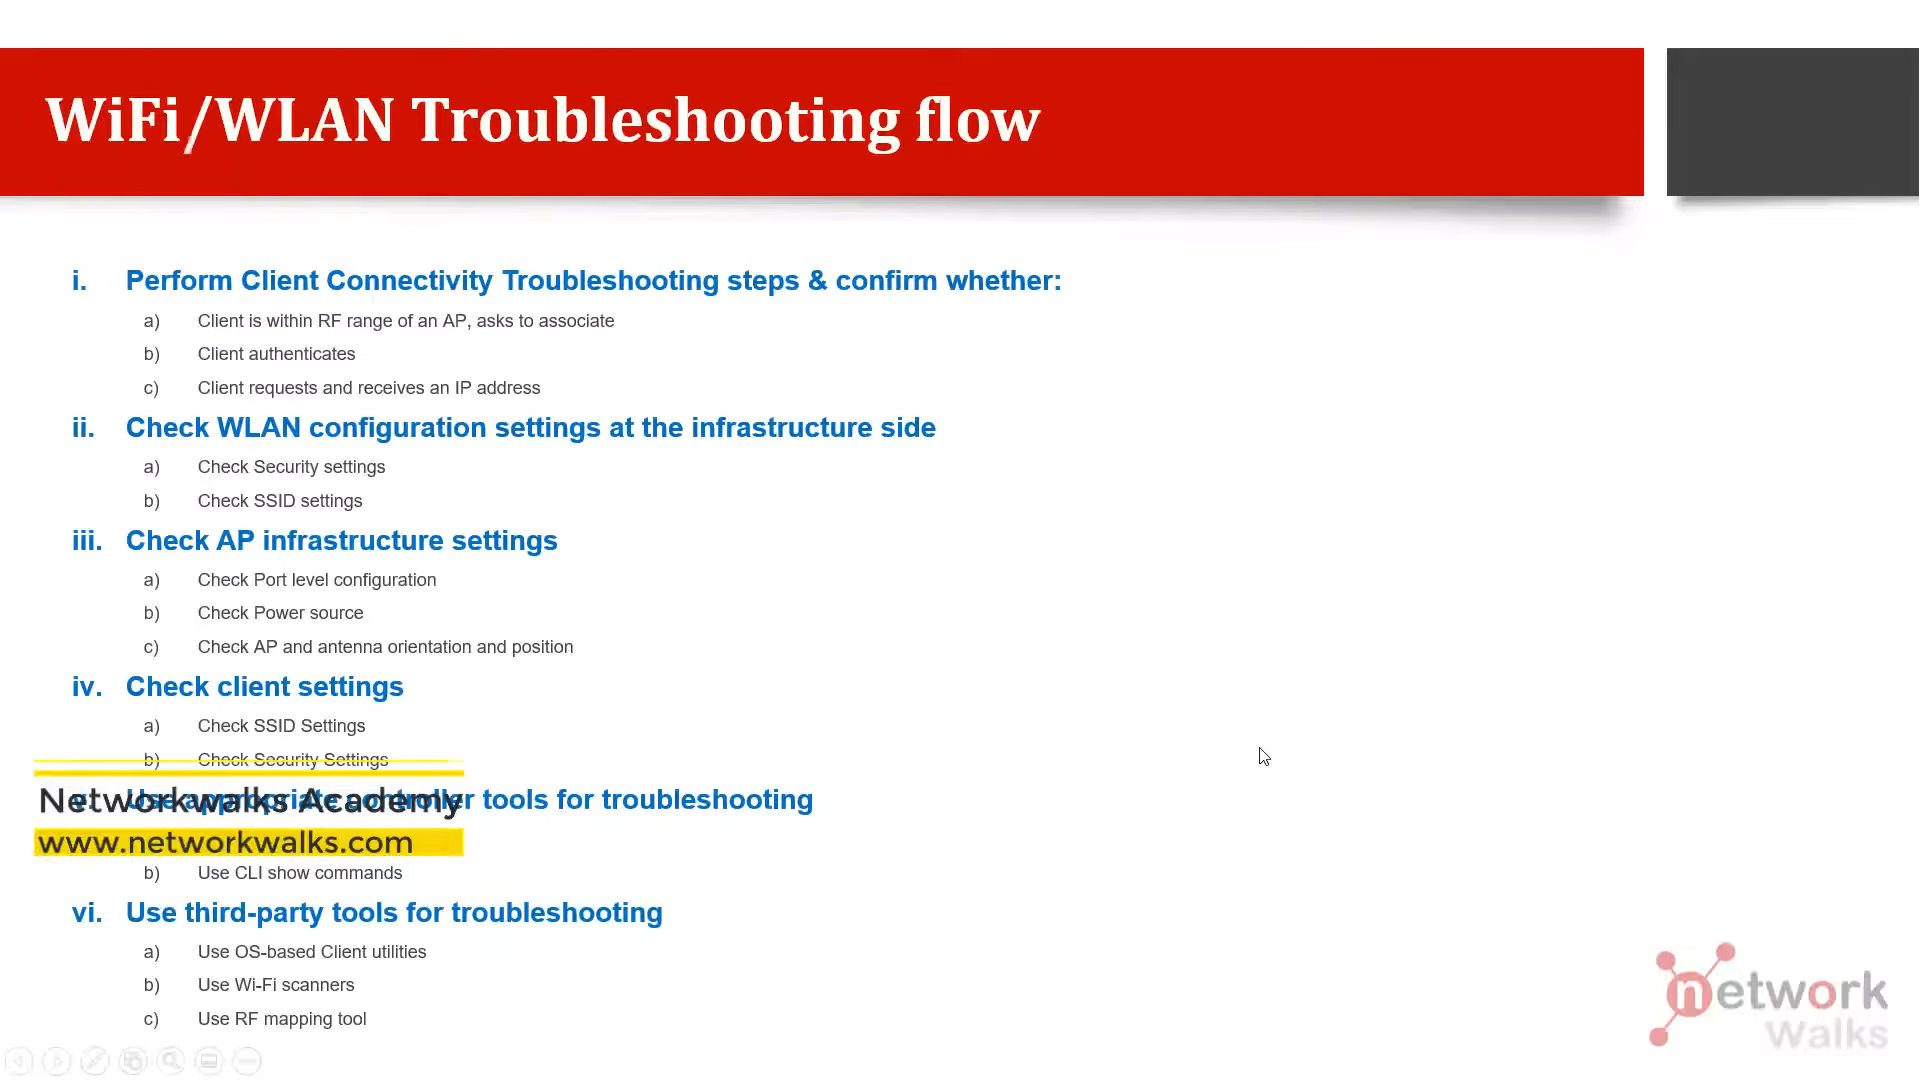 WiFi/WLAN Troubleshooting flow
i. Perform Client Connectivity Troubleshooting steps & confirm whether:
a) Client is within RF range of an AP, asks to associate
b) Client authenticates
c) Client requests and receives an IP address
ii. Check WLAN configuration settings at the infrastructure side
a) Check Security settings
b) Check SSID settings
iii. Check AP infrastructure settings
a) Check Port level configuration
b) Check Power source
c) Check AP and antenna orientation and position
iv. Check client settings
a) Check SSID Settings
b) Check Security Settings
v. Use appropriate controller tools for troubleshooting
Networkwalks Academy
www.networkwalks.com
b) Use CLI show commands
vi. Use third-party tools for troubleshooting
a) Use OS-based Client utilities
b) Use Wi-Fi scanners
c) Use RF mapping tool
network
Walks